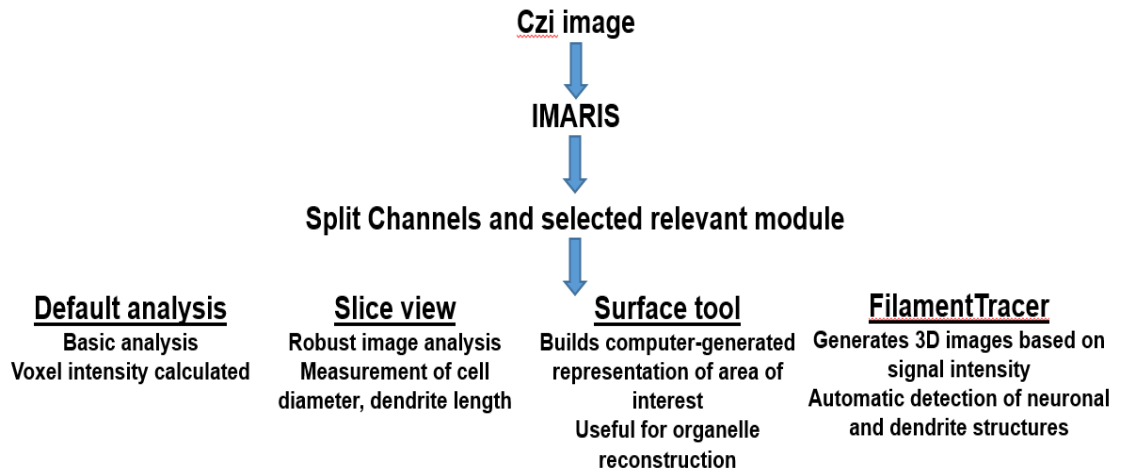 Czi image
IMARIS
Split Channels and selected relevant module
Default analysis
Basic analysis
Voxel intensity calculated
Slice view
Robust image analysis
Measurement of cell
diameter, dendrite length
Surface tool
Builds computer-generated
representation of area of
interest
Useful for organelle
reconstruction
FilamentTracer
Generates 3D images based on
signal intensity
Automatic detection of neuronal
and dendrite structures